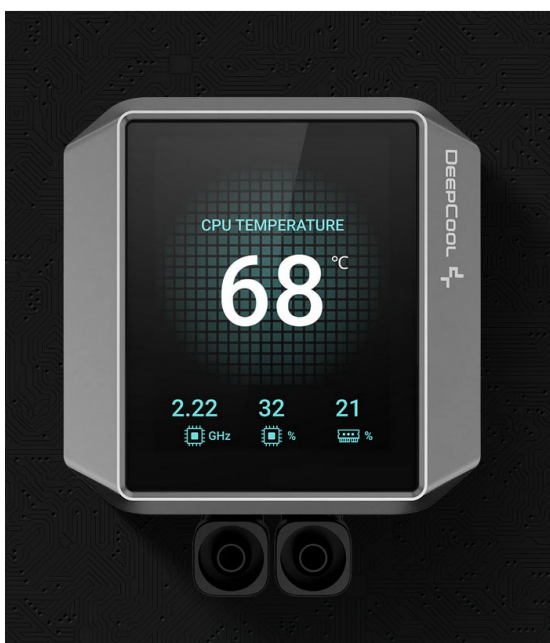 CPU TEMPERATURE
68 °C
2.22 32 21
GHz % %
DEEPCOOL